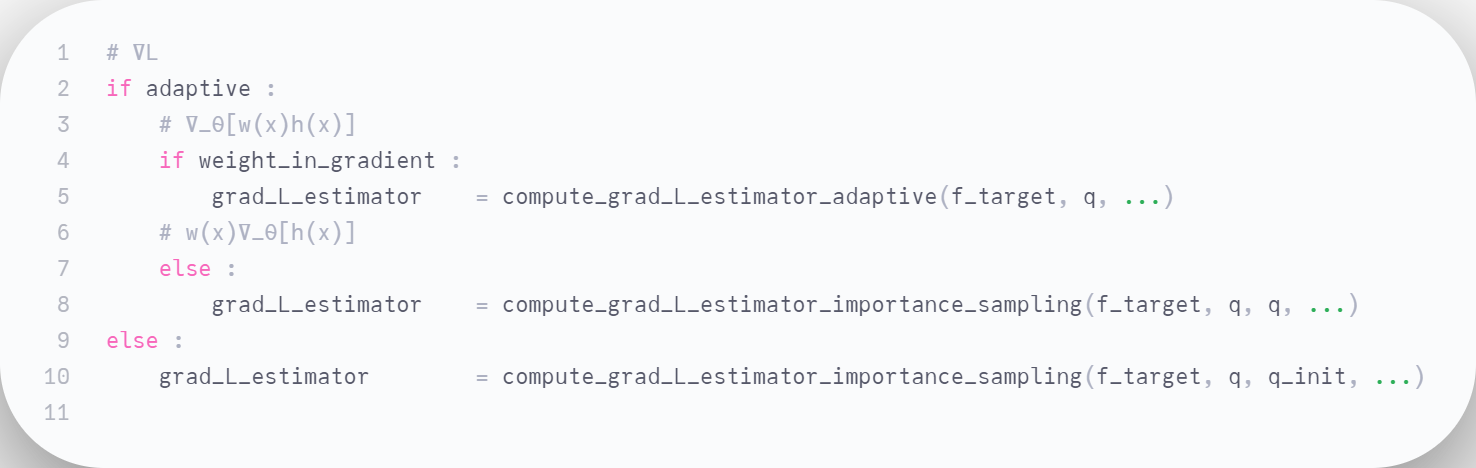 1 # ∇L
2 if adaptive :
3     # ∇_θ[w(x)h(x)]
4     if weight_in_gradient :
5         grad_L_estimator    = compute_grad_L_estimator_adaptive(f_target, q, ...)
6     # w(x)∇_θ[h(x)]
7     else :
8         grad_L_estimator    = compute_grad_L_estimator_importance_sampling(f_target, q, q, ...)
9 else :
10     grad_L_estimator        = compute_grad_L_estimator_importance_sampling(f_target, q, q_init, ...)
11